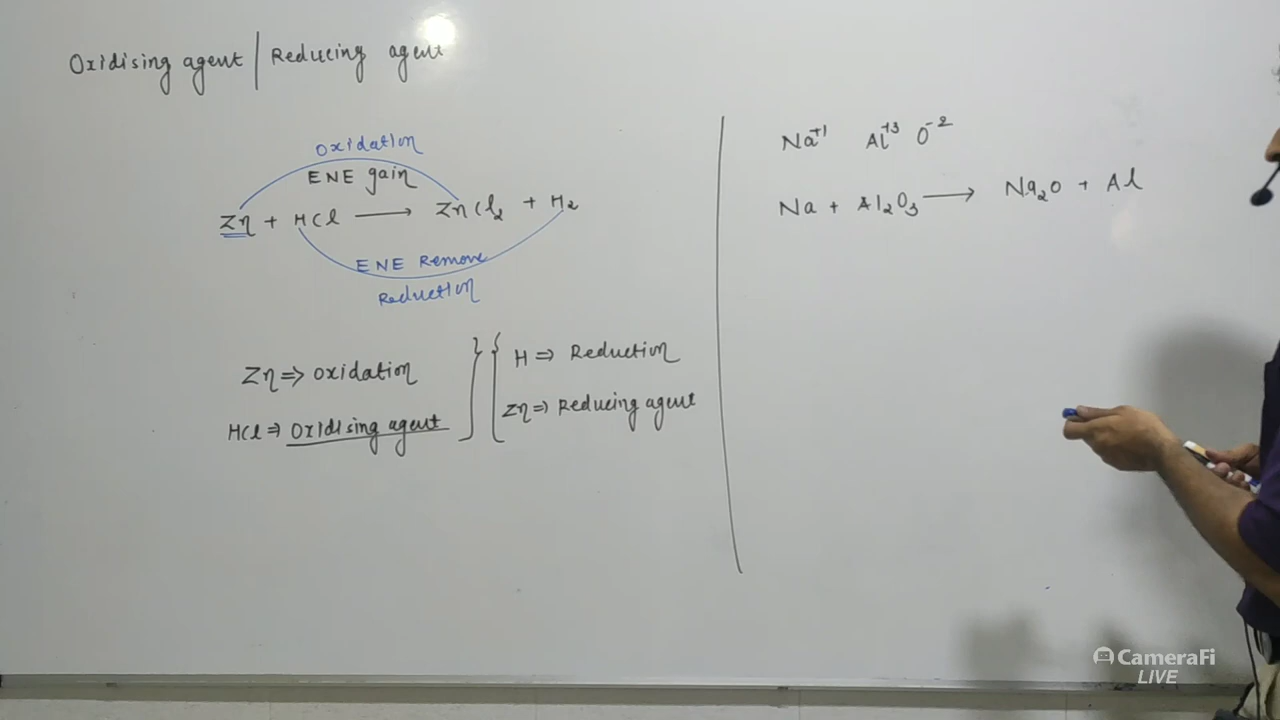 Oxidising agent | Reducing agent
Oxidation
ENE gain
Zn + HCl ⟶ ZnCl₂ + H₂
ENE Remove
Reduction
Zn ⇒ Oxidation
HCl ⇒ Oxidising agent
H ⇒ Reduction
Zn ⇒ Reducing agent
Na⁺¹ Al⁺³ O⁻²
Na + Al₂O₃ ⟶ Na₂O + Al
CameraFi
LIVE